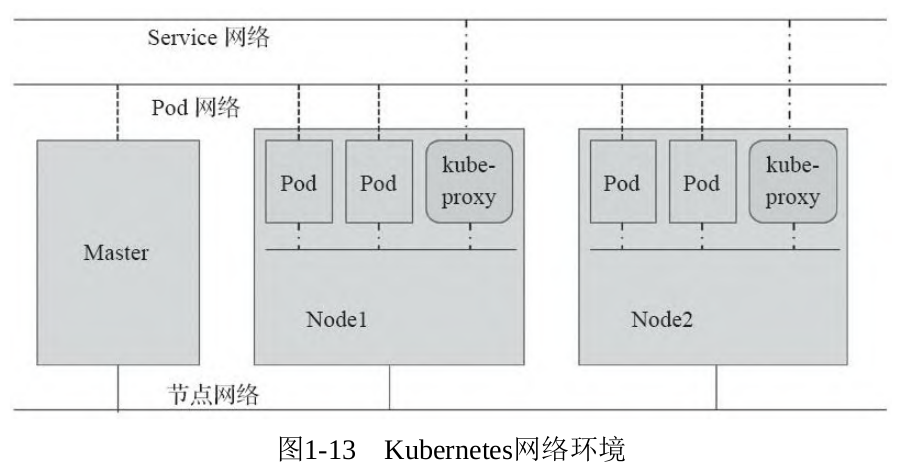 Service 网络
Pod 网络
Master
Pod
Pod
kube-
proxy
Node1
Pod
Pod
kube-
proxy
Node2
节点网络
图1-13 Kubernetes网络环境